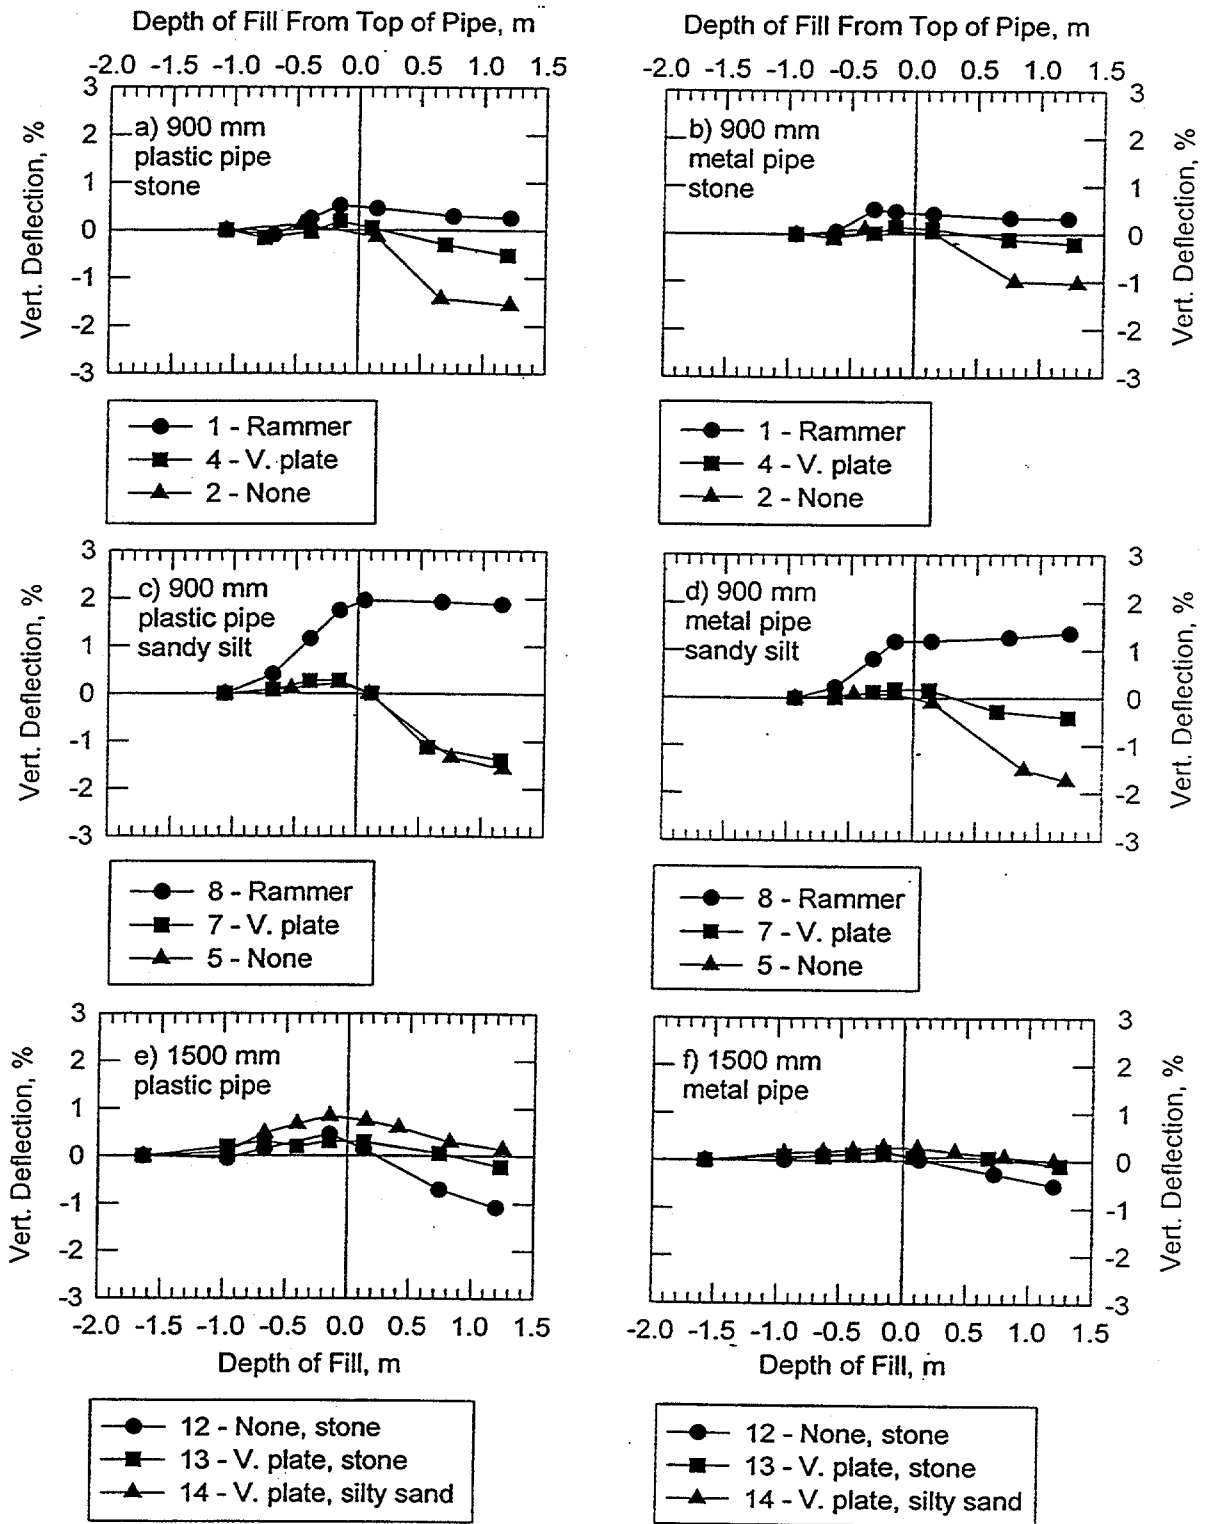 Depth of Fill From Top of Pipe, m
-2.0 -1.5 -1.0 -0.5 0.0 0.5 1.0 1.5
3
2
1
0
-1
-2
-3
Vert. Deflection, %
a) 900 mm
plastic pipe
stone
1 - Rammer
4 - V. plate
2 - None
Depth of Fill From Top of Pipe, m
-2.0 -1.5 -1.0 -0.5 0.0 0.5 1.0 1.5
b) 900 mm
metal pipe
stone
3
2
1
0
-1
-2
-3
Vert. Deflection, %
1 - Rammer
4 - V. plate
2 - None
3
2
1
0
-1
-2
-3
Vert. Deflection, %
c) 900 mm
plastic pipe
sandy silt
8 - Rammer
7 - V. plate
5 - None
d) 900 mm
metal pipe
sandy silt
3
2
1
0
-1
-2
-3
Vert. Deflection, %
8 - Rammer
7 - V. plate
5 - None
3
2
1
0
-1
-2
-3
Vert. Deflection, %
e) 1500 mm
plastic pipe
-2.0 -1.5 -1.0 -0.5 0.0 0.5 1.0 1.5
Depth of Fill, m
12 - None, stone
13 - V. plate, stone
14 - V. plate, silty sand
f) 1500 mm
metal pipe
3
2
1
0
-1
-2
-3
Vert. Deflection, %
-2.0 -1.5 -1.0 -0.5 0.0 0.5 1.0 1.5
Depth of Fill, m
12 - None, stone
13 - V. plate, stone
14 - V. plate, silty sand